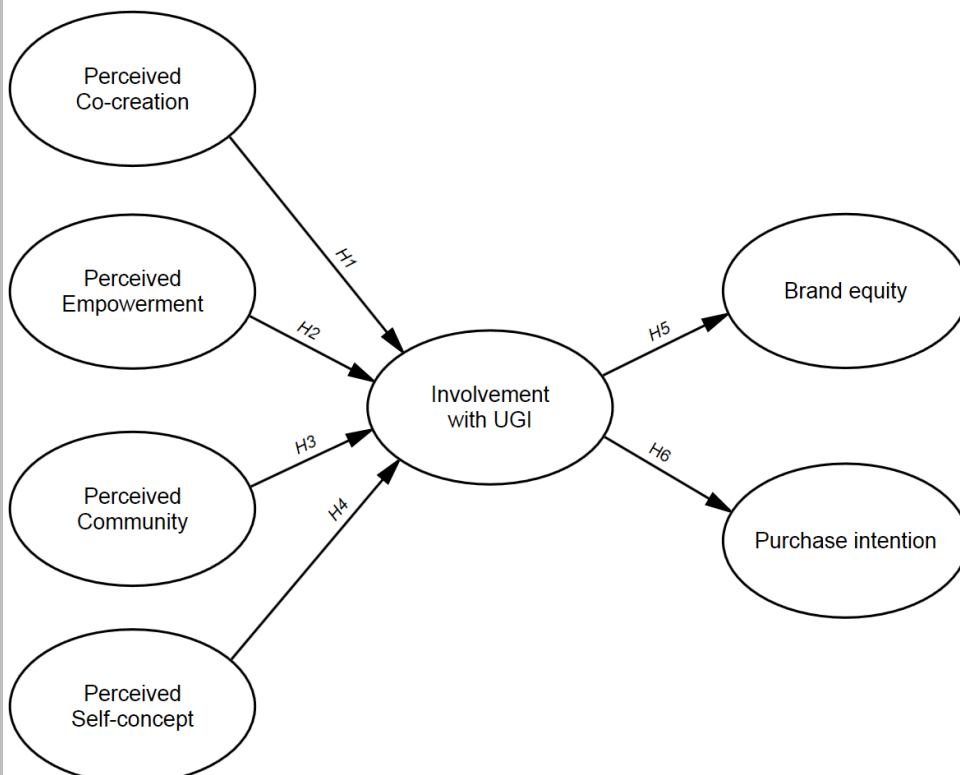 Perceived
Co-creation
H1
Perceived
Empowerment
H2
Perceived
Community
H3
Perceived
Self-concept
H4
Involvement
with UGI
H5
Brand equity
H6
Purchase intention